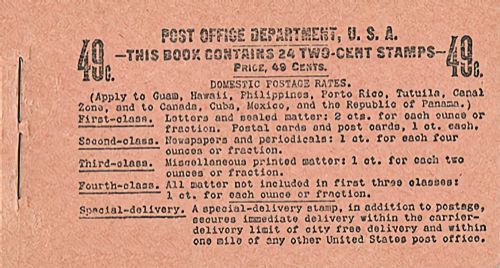 POST OFFICE DEPARTMENT, U. S. A.
49c. —THIS BOOK CONTAINS 24 TWO-CENT STAMPS— 49c.
PRICE, 49 CENTS.
DOMESTIC POSTAGE RATES.
(Apply to Guam, Hawaii, Philippines, Porto Rico, Tutuila, Canal
Zone, and to Canada, Cuba, Mexico, and the Republic of Panama.)
First-class. Letters and sealed matter: 2 cts. for each ounce or
fraction. Postal cards and post cards, 1 ct. each.
Second-class. Newspapers and periodicals: 1 ct. for each four
ounces or fraction.
Third-class. Miscellaneous printed matter: 1 ct. for each two
ounces or fraction.
Fourth-class. All matter not included in first three classes:
1 ct. for each ounce or fraction.
Special-delivery. A special-delivery stamp, in addition to postage,
secures immediate delivery within the carrier-
delivery limit of city free delivery and within
one mile of any other United States post office.